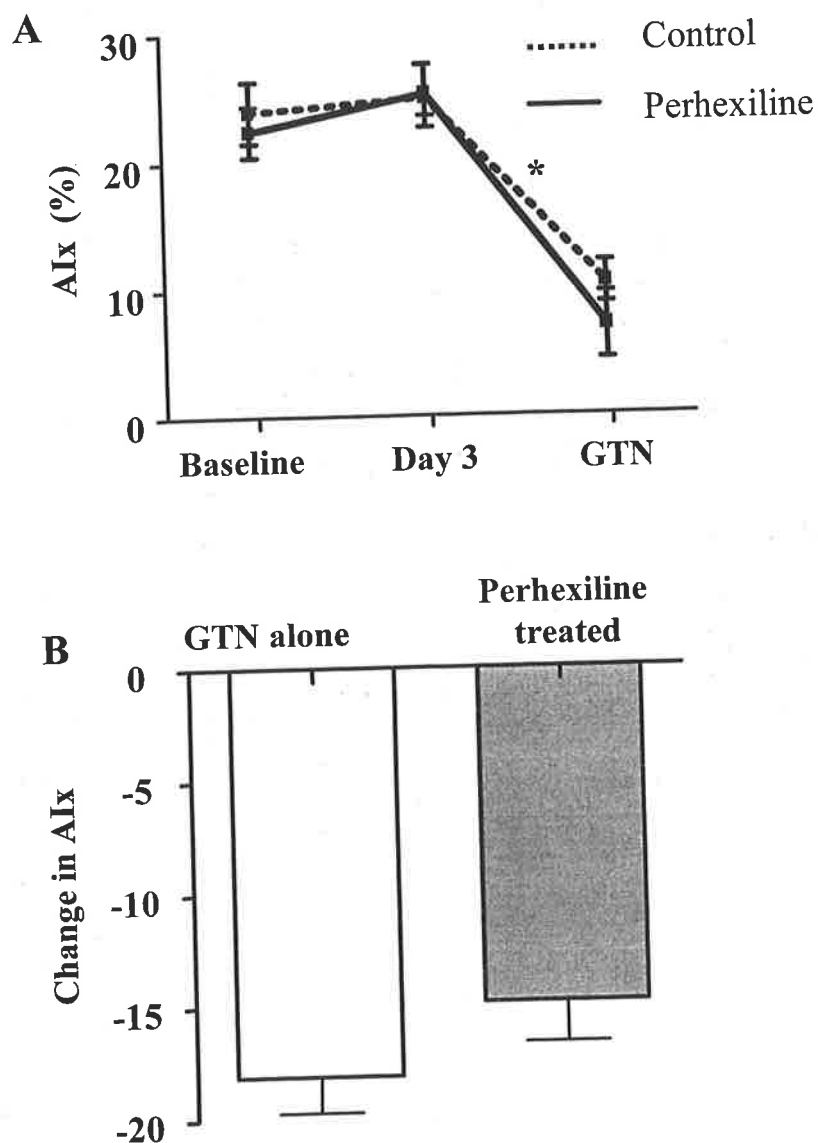 A
30
20
10
0
AIx (%)
Control
Perhexiline
*
Baseline
Day 3
GTN
B
GTN alone
Perhexiline
treated
0
-5
-10
-15
-20
Change in AIx